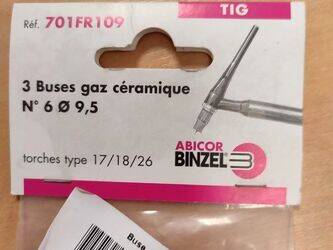 TIG
Réf. 701FR109
3 Buses gaz céramique
N° 6 Ø 9,5
ABICOR
BINZEL
torches type 17/18/26
Buse